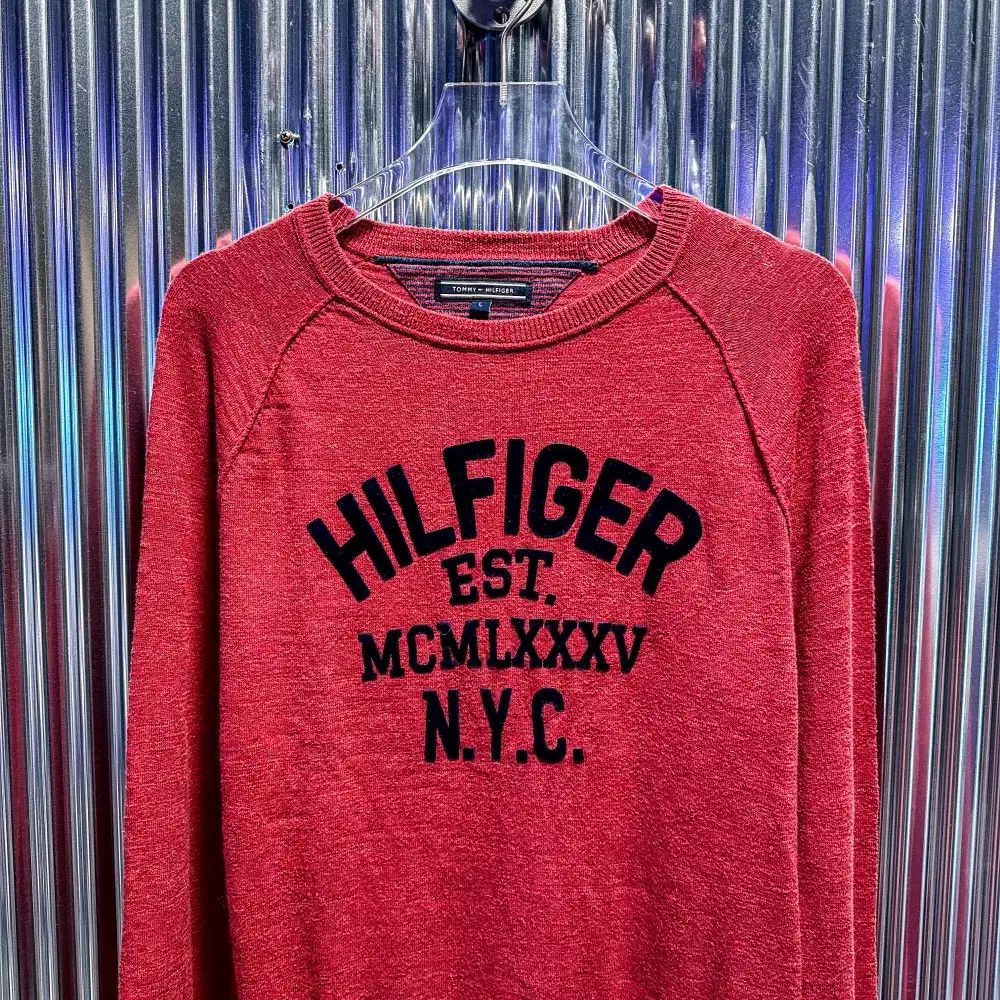 TOMMY HILFIGER
L
HILFIGER
EST.
MCMLXXXV
N.Y.C.